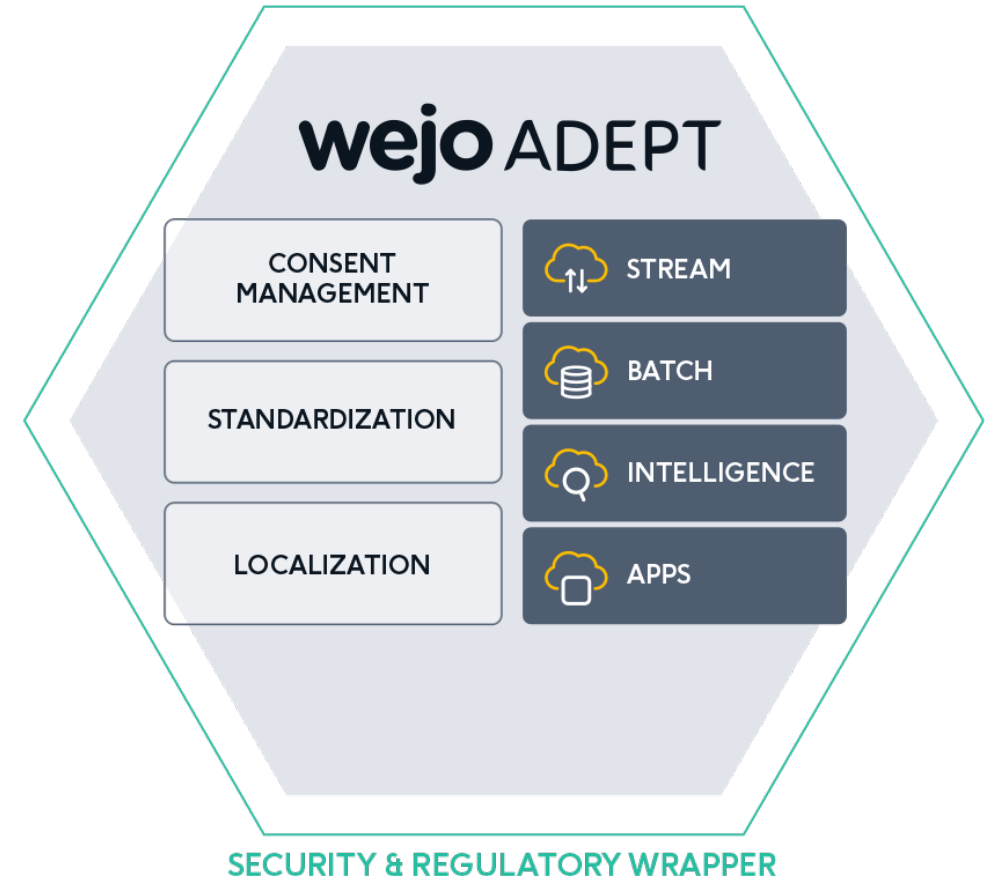 wejo ADEPT
CONSENT
MANAGEMENT
STANDARDIZATION
LOCALIZATION
STREAM
BATCH
INTELLIGENCE
APPS
SECURITY & REGULATORY WRAPPER